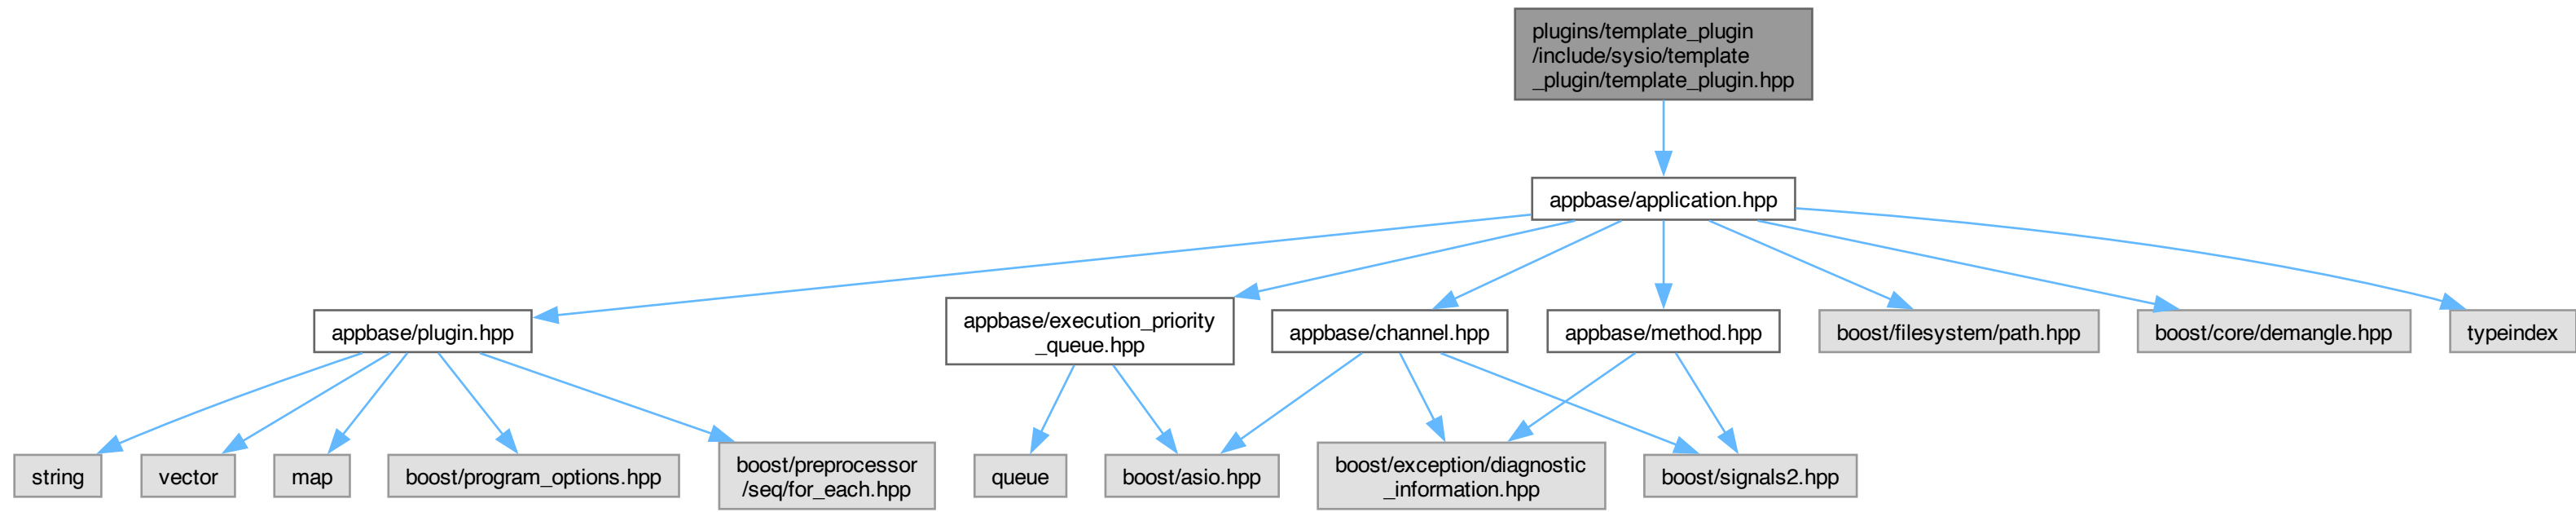 plugins/template_plugin
/include/sysio/template
_plugin/template_plugin.hpp
appbase/application.hpp
appbase/plugin.hpp
appbase/execution_priority
_queue.hpp
appbase/channel.hpp
appbase/method.hpp
boost/filesystem/path.hpp
boost/core/demangle.hpp
typeindex
string
vector
map
boost/program_options.hpp
boost/preprocessor
/seq/for_each.hpp
queue
boost/asio.hpp
boost/exception/diagnostic
_information.hpp
boost/signals2.hpp